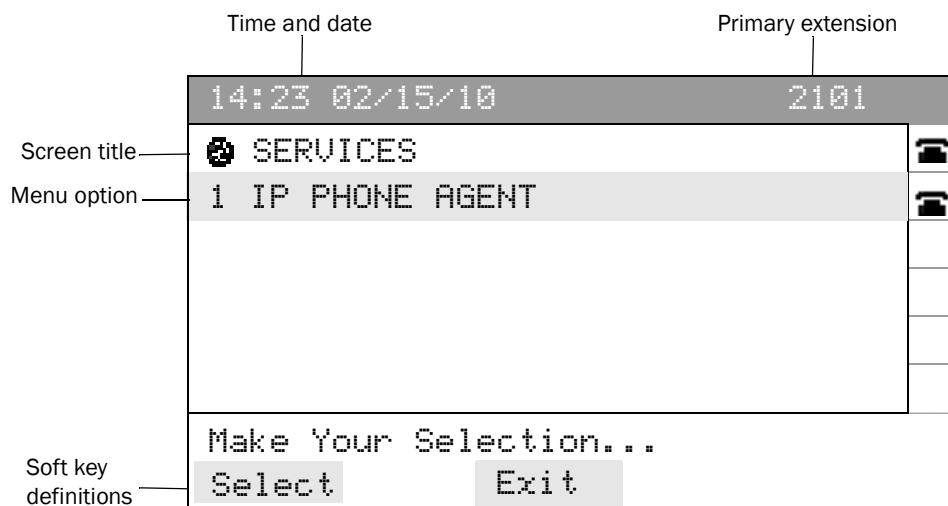 Time and date
Primary extension
14:23 02/15/10 2101
Screen title
SERVICES
Menu option
1 IP PHONE AGENT
Make Your Selection...
Soft key
definitions
Select Exit